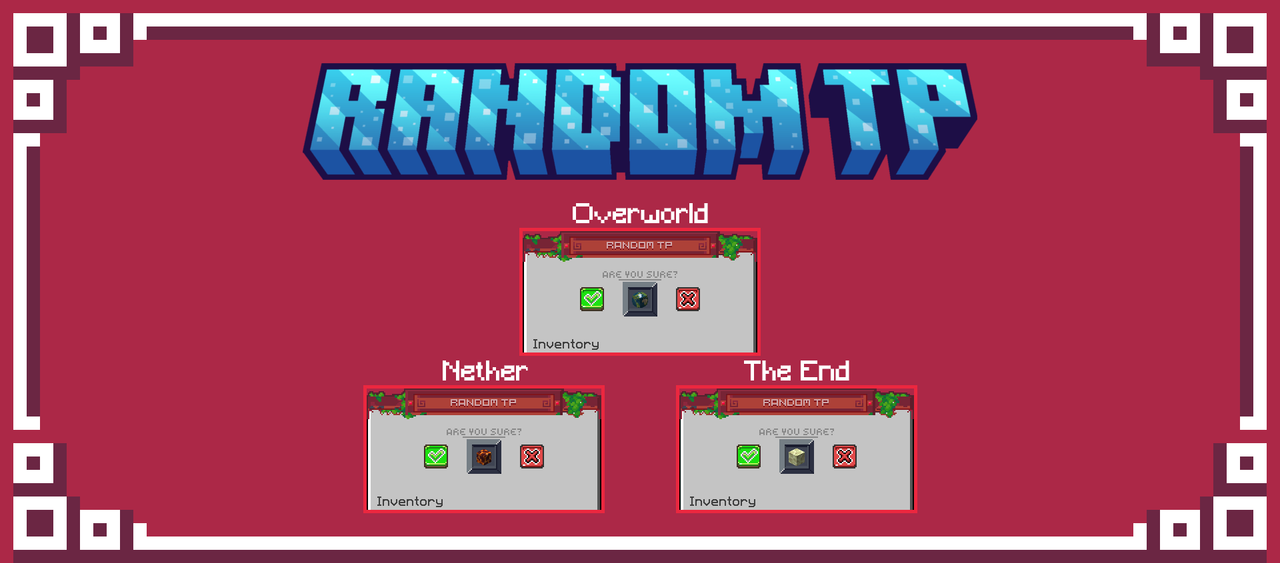 RANDOM TP
Overworld
RANDOM TP
ARE YOU SURE?
Inventory
Nether
RANDOM TP
ARE YOU SURE?
Inventory
The End
RANDOM TP
ARE YOU SURE?
Inventory